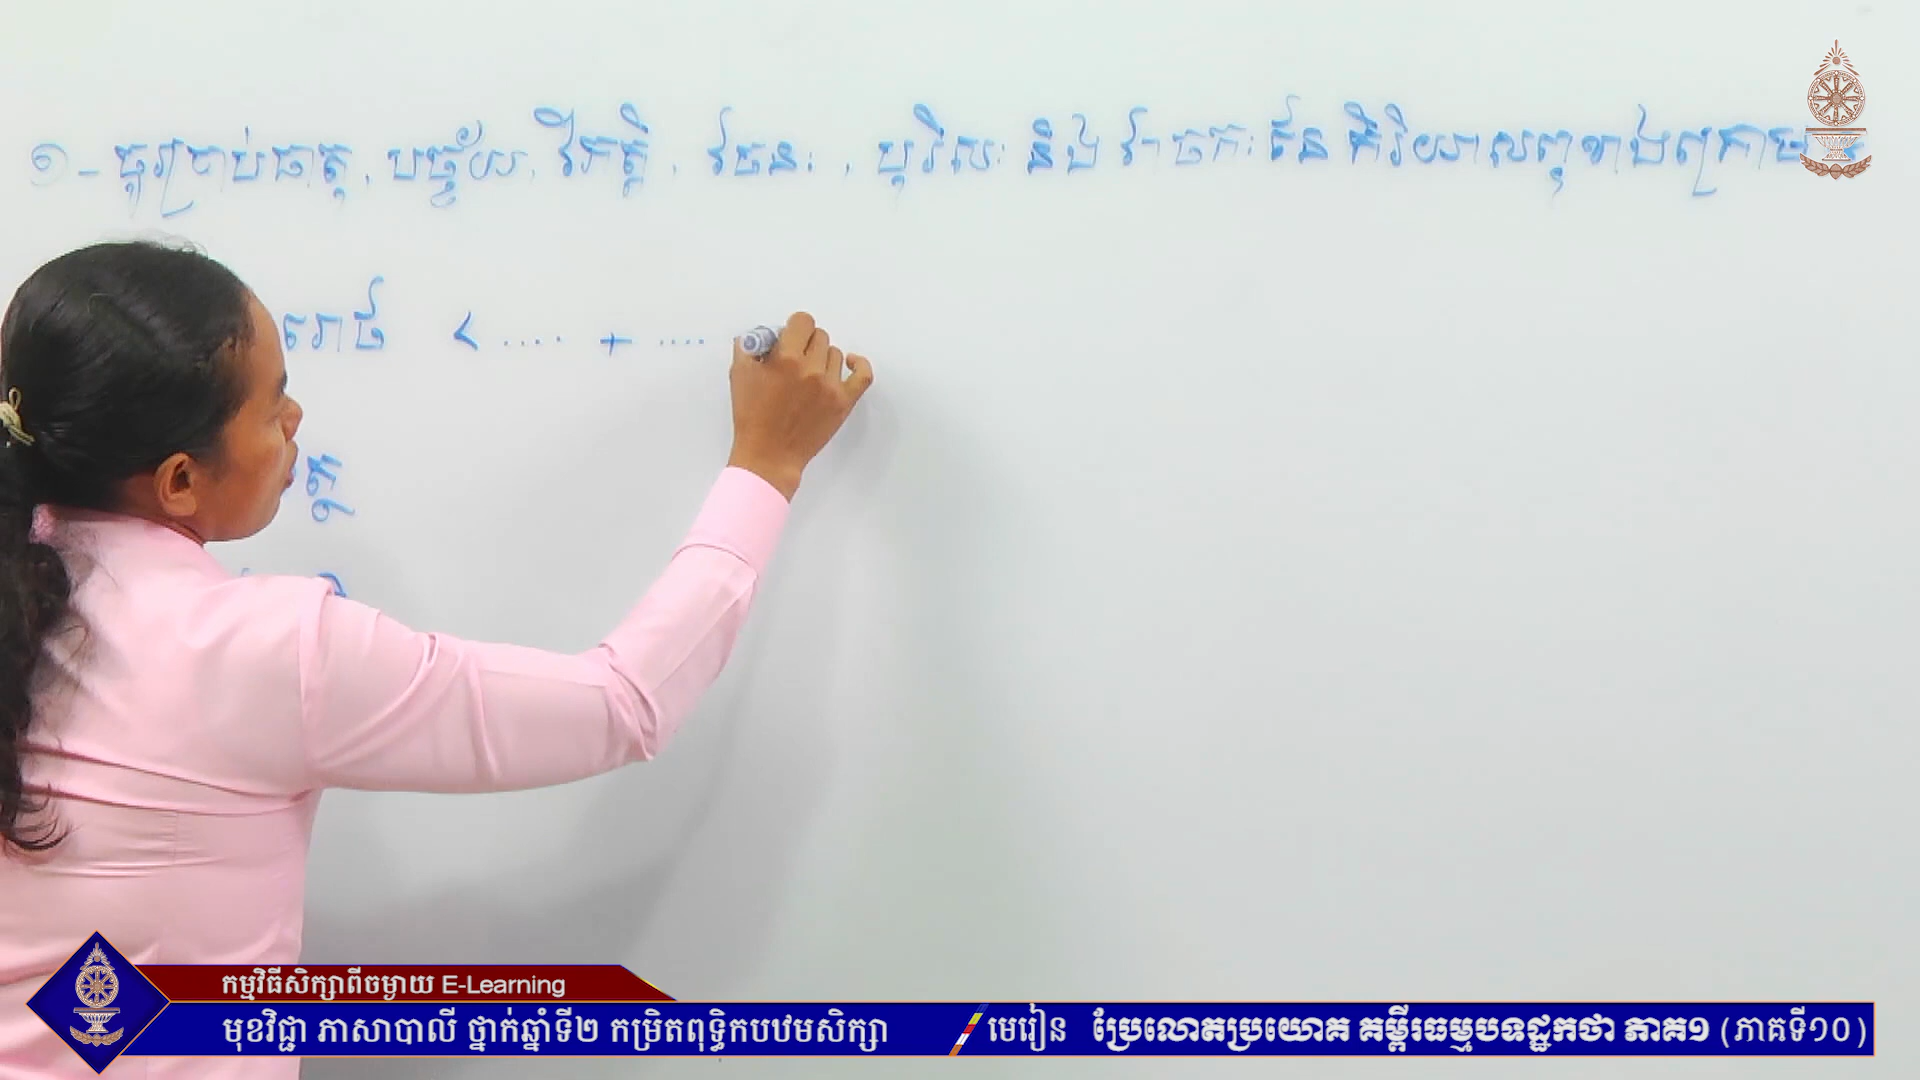 ១ - ចូរប្រាប់ធាតុ , បច្ច័យ , វិភត្តិ , វចនៈ , បុរិសៈ និង វាចកៈ នៃ កិរិយាសព្ទខាងក្រោម
រោថ < .... + ....
កម្មវិធីសិក្សាពីចម្ងាយ E-Learning
មុខវិជ្ជា ភាសាបាលី ថ្នាក់ឆ្នាំទី២ កម្រិតពុទ្ធិកបឋមសិក្សា
មេរៀន ប្រែលោតប្រយោគ គម្ពីរធម្មបទដ្ឋកថា ភាគ១ (ភាគទី១០)